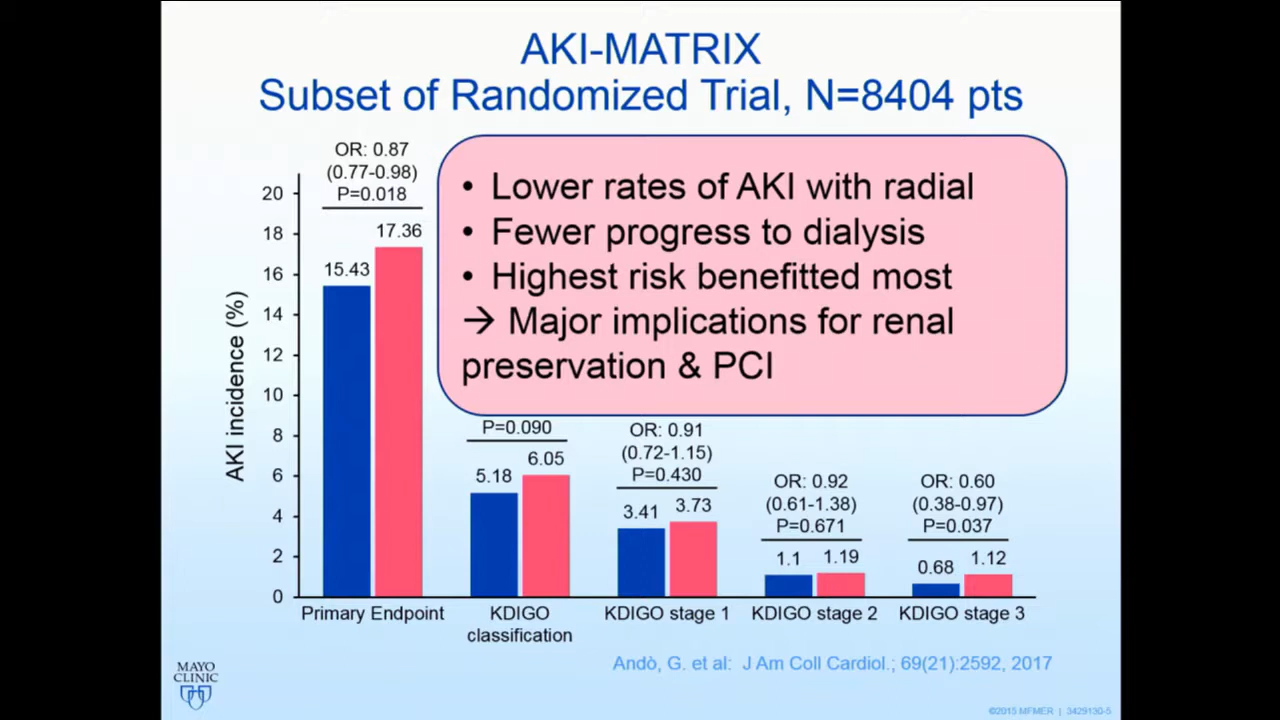 AKI-MATRIX
Subset of Randomized Trial, N=8404 pts
• Lower rates of AKI with radial
• Fewer progress to dialysis
• Highest risk benefitted most
→ Major implications for renal
preservation & PCI
AKI incidence (%)
20
18
16
14
12
10
8
6
4
2
0
OR: 0.87
(0.77-0.98)
P=0.018
15.43
17.36
Primary Endpoint
P=0.090
5.18
6.05
KDIGO
classification
OR: 0.91
(0.72-1.15)
P=0.430
3.41
3.73
KDIGO stage 1
OR: 0.92
(0.61-1.38)
P=0.671
1.1
1.19
KDIGO stage 2
OR: 0.60
(0.38-0.97)
P=0.037
0.68
1.12
KDIGO stage 3
Andò, G. et al: J Am Coll Cardiol.; 69(21):2592, 2017
MAYO
CLINIC
©2015 MFMER | 3429130-5